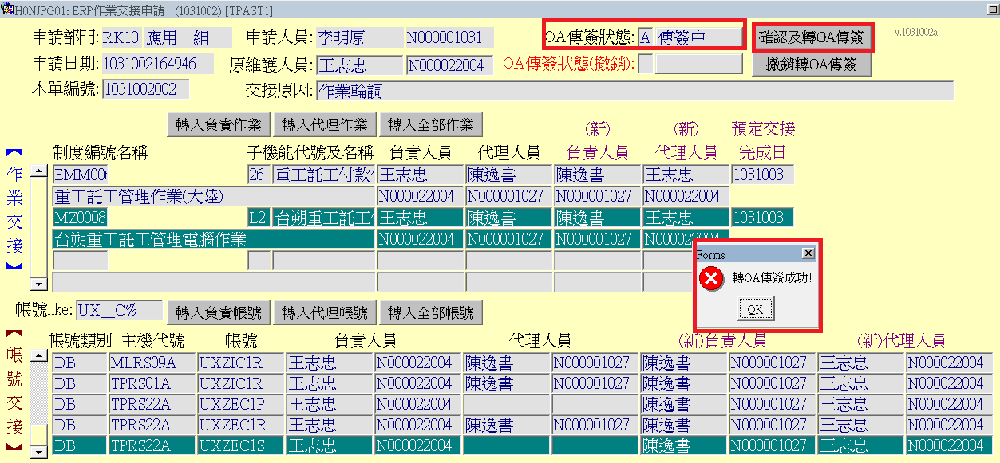 H0NJPG01: ERP作業交接申請 (1031002) [TPAST1]
申請部門: RK10 應用一組 申請人員: 李明原 N000001031 OA傳簽狀態: A 傳簽中 確認及轉OA傳簽 v.1031002a
申請日期: 1031002164946 原維護人員: 王志忠 N000022004 OA傳簽狀態(撤銷): 撤銷轉OA傳簽
本單編號: 1031002002 交接原因: 作業輪調
轉入負責作業 轉入代理作業 轉入全部作業 (新) (新) 預定交接
制度編號名稱 子機能代號及名稱 負責人員 代理人員 負責人員 代理人員 完成日
作業交接
EMM006 26 重工託工付款 王志忠 陳逸書 陳逸書 王志忠 1031003
重工託工管理作業(大陸) N000022004 N000001027 N000001027 N000022004
MZ0008 L2 台朔重工託工 王志忠 陳逸書 陳逸書 王志忠 1031003
台朔重工託工管理電腦作業 N000022004 N000001027 N000001027 N000022004
Forms
轉OA傳簽成功!
OK
帳號like: UX__C% 轉入負責帳號 轉入代理帳號 轉入全部帳號
帳號類別 主機代號 帳號 負責人員 代理人員 (新)負責人員 (新)代理人員
帳號交接
DB MLRS09A UXZIC1R 王志忠 N000022004 陳逸書 N000001027 陳逸書 N000001027 王志忠 N000022004
DB TPRS01A UXZIC1R 王志忠 N000022004 陳逸書 N000001027 陳逸書 N000001027 王志忠 N000022004
DB TPRS22A UXZEC1P 王志忠 N000022004 陳逸書 N000001027 王志忠 N000022004
DB TPRS22A UXZEC1R 王志忠 N000022004 陳逸書 N000001027 陳逸書 N000001027 王志忠 N000022004
DB TPRS22A UXZEC1S 王志忠 N000022004 陳逸書 N000001027 王志忠 N000022004